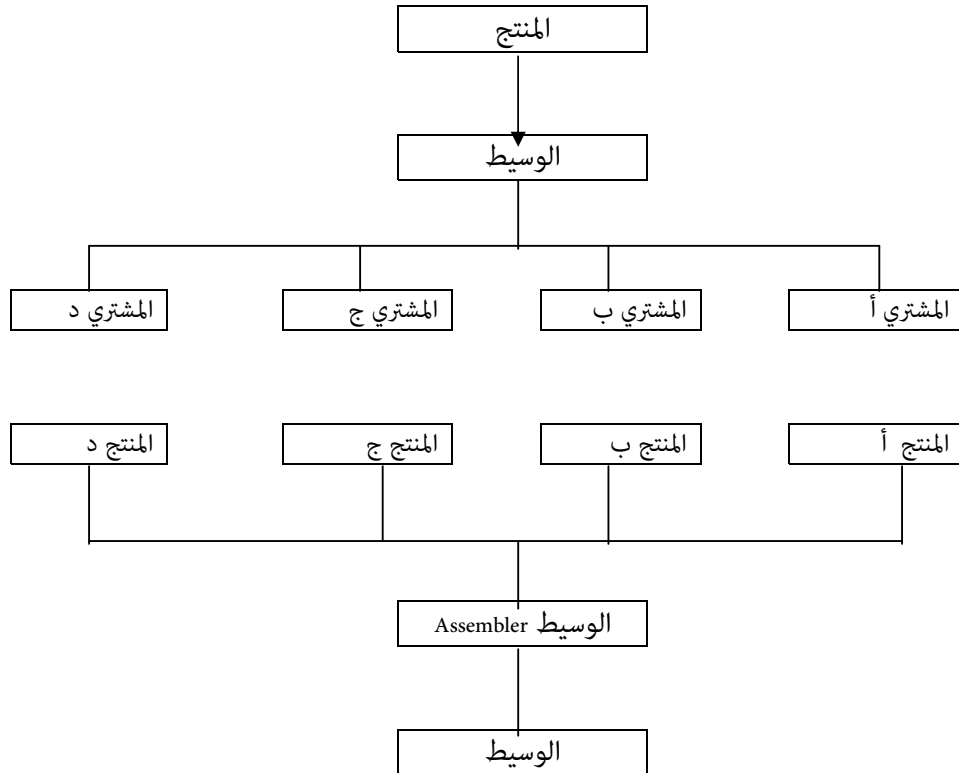 المنتج
الوسيط
المشتري أ
المشتري ب
المشتري ج
المشتري د
المنتج أ
المنتج ب
المنتج ج
المنتج د
الوسيط Assembler
الوسيط